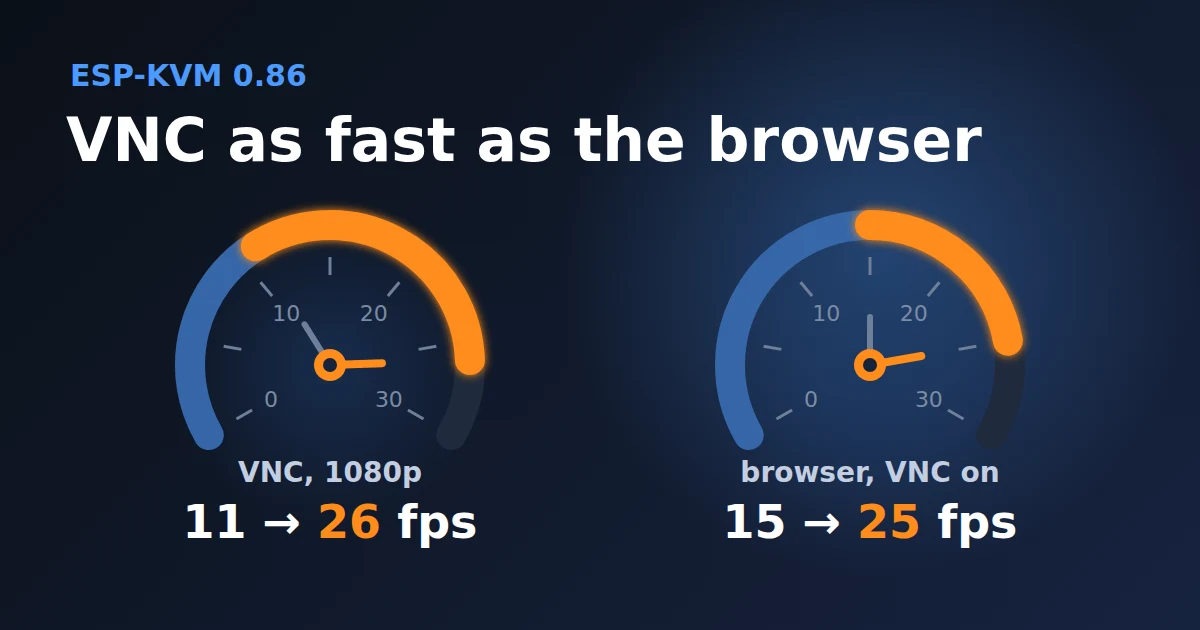 ESP-KVM 0.86
VNC as fast as the browser
10 20
0 30
VNC, 1080p
11 → 26 fps
10 20
0 30
browser, VNC on
15 → 25 fps